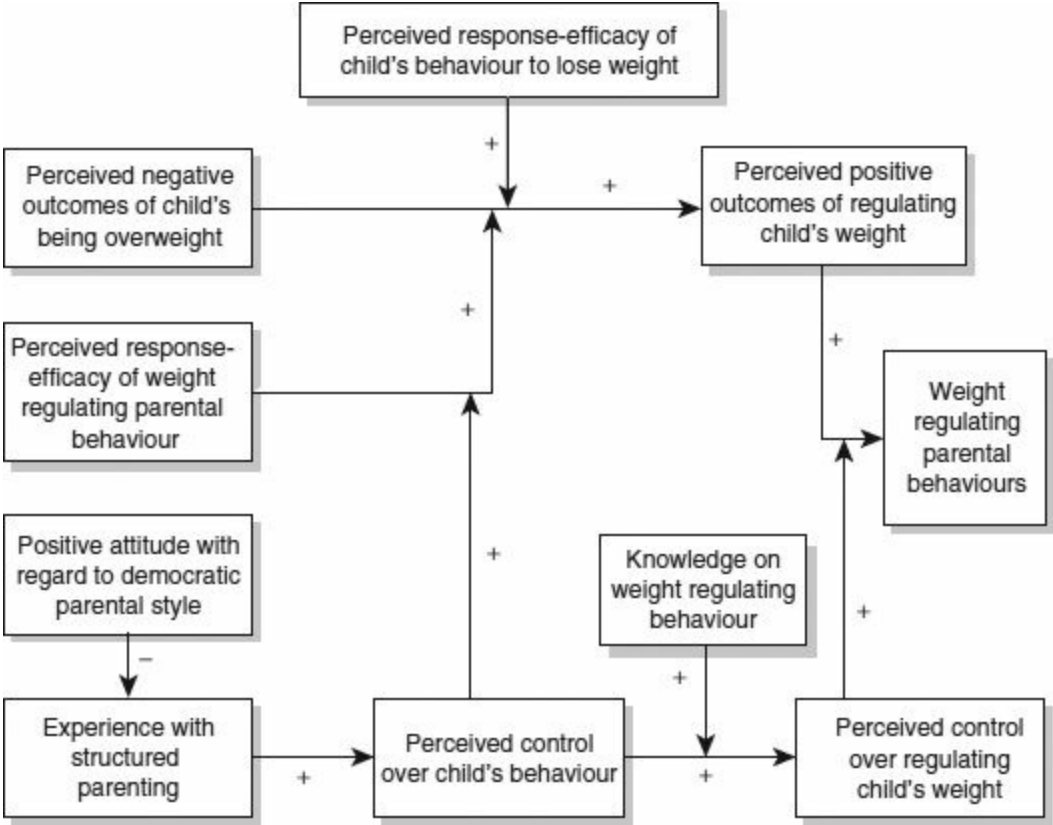 Perceived response-efficacy of
child's behaviour to lose weight
+
Perceived negative
outcomes of child's
being overweight
+
Perceived positive
outcomes of regulating
child's weight
+
Perceived response-
efficacy of weight
regulating parental
behaviour
+
Weight
regulating
parental
behaviours
Positive attitude with
regard to democratic
parental style
+
Knowledge on
weight regulating
behaviour
+
–
+
Experience with
structured
parenting
+
Perceived control
over child's behaviour
+
Perceived control
over regulating
child's weight